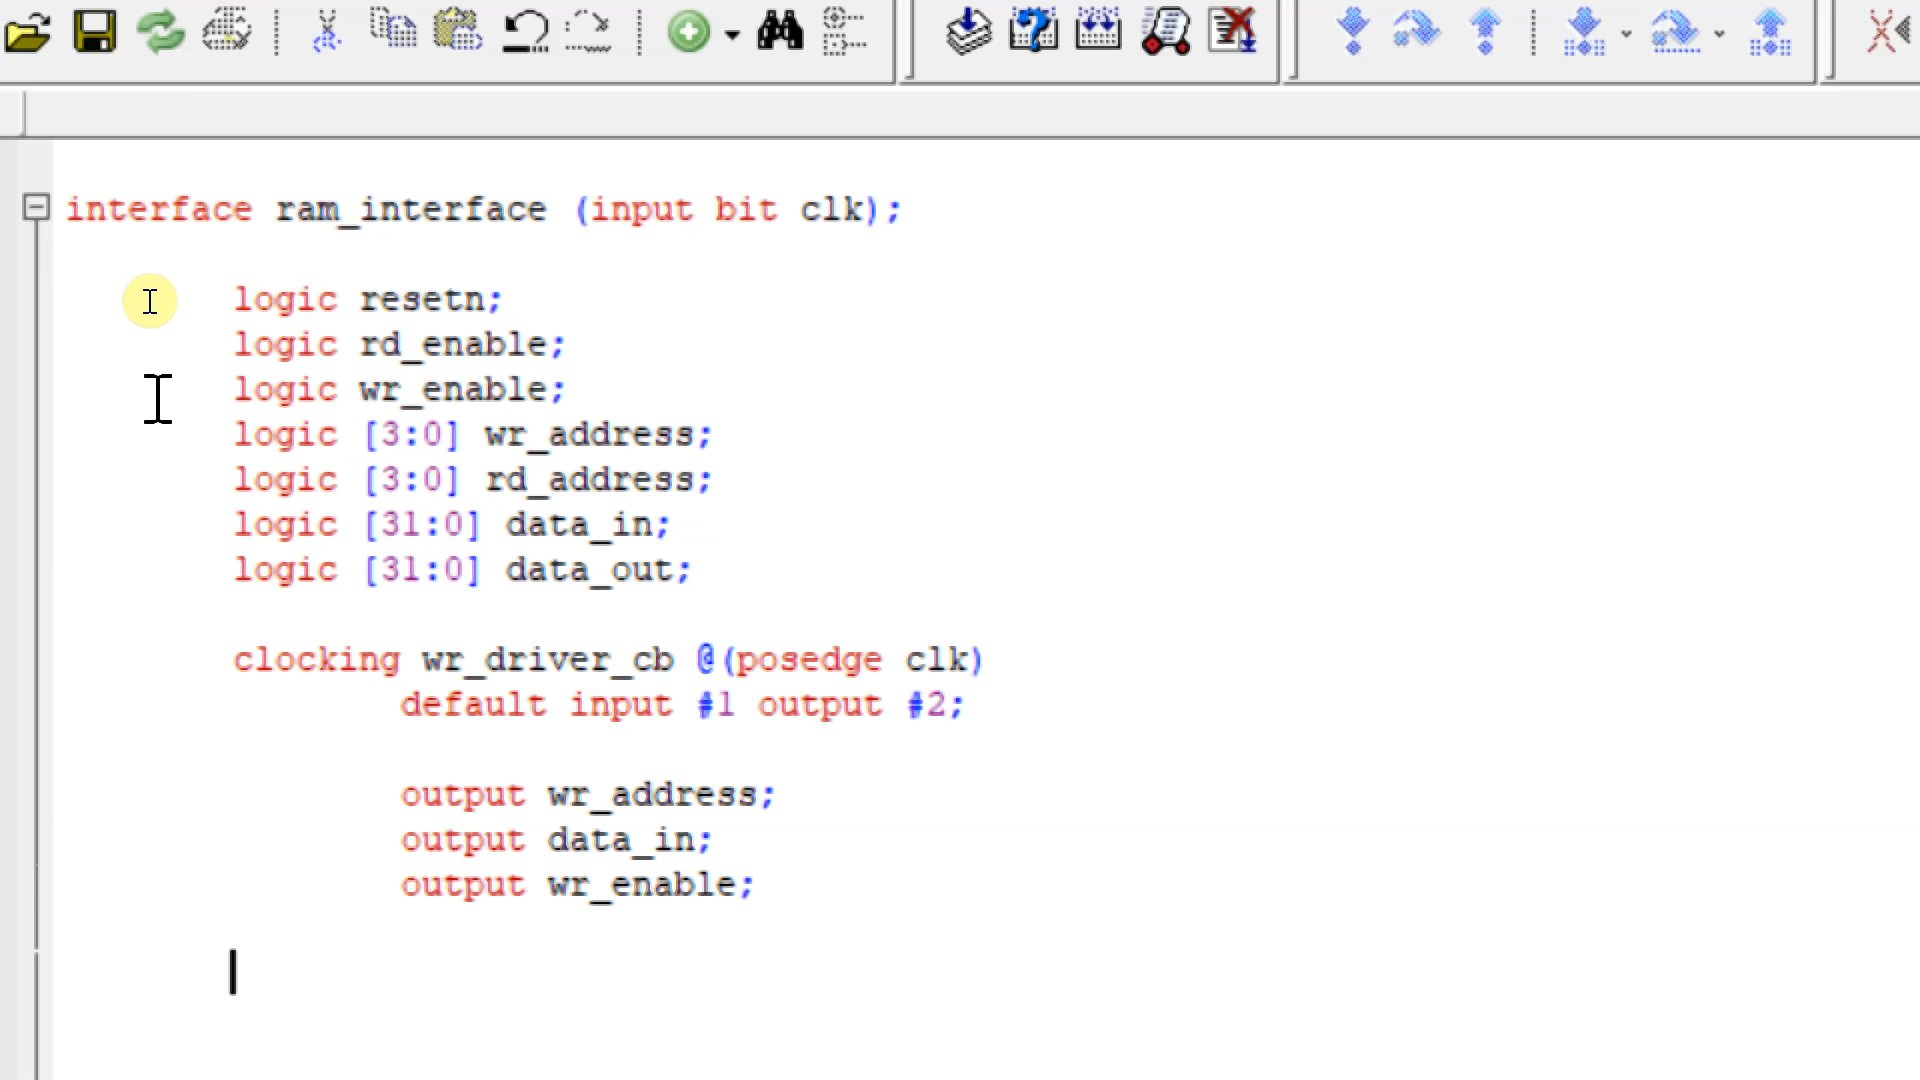 interface ram_interface (input bit clk);
logic resetn;
logic rd_enable;
logic wr_enable;
logic [3:0] wr_address;
logic [3:0] rd_address;
logic [31:0] data_in;
logic [31:0] data_out;
clocking wr_driver_cb @(posedge clk)
default input #1 output #2;
output wr_address;
output data_in;
output wr_enable;